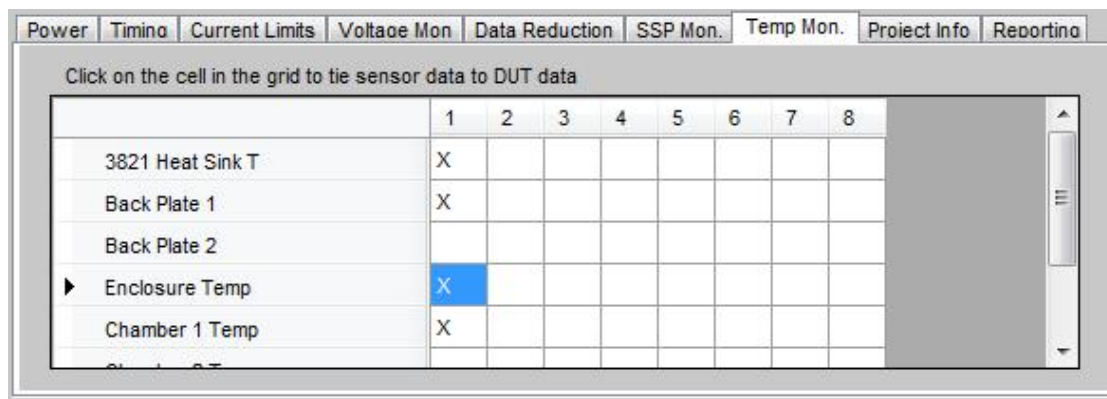 Power Timing Current Limits Voltage Mon Data Reduction SSP Mon. Temp Mon. Project Info Reporting
Click on the cell in the grid to tie sensor data to DUT data
1 2 3 4 5 6 7 8
3821 Heat Sink T X
Back Plate 1 X
Back Plate 2
Enclosure Temp X
Chamber 1 Temp X